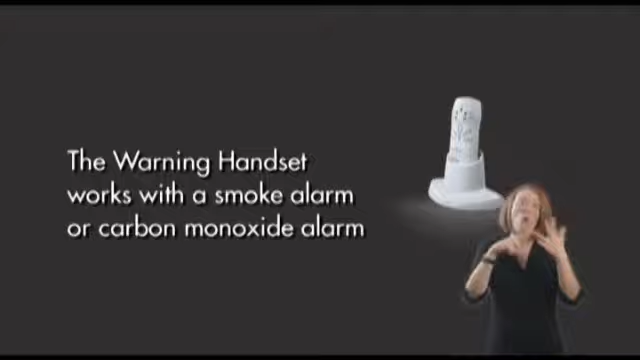 The Warning Handset
works with a smoke alarm
or carbon monoxide alarm